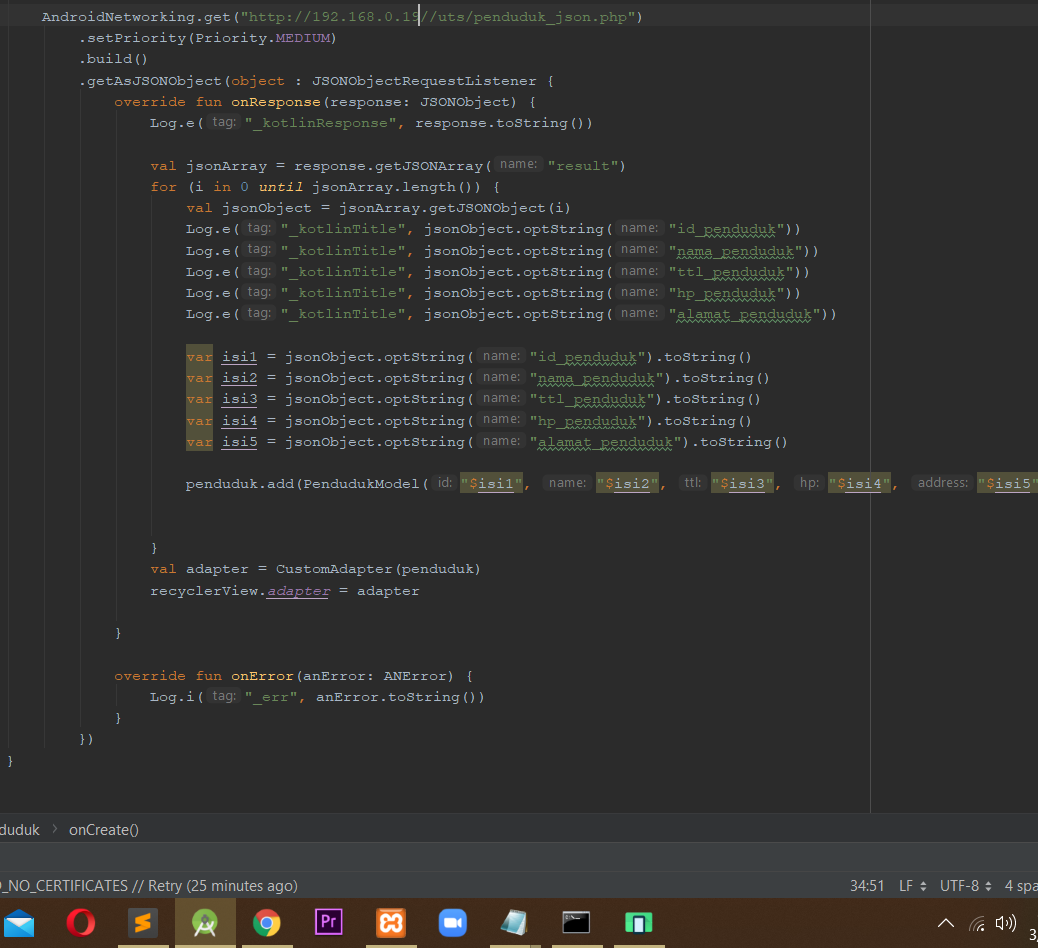 AndroidNetworking.get("http://192.168.0.19//uts/penduduk_json.php")
.setPriority(Priority.MEDIUM)
.build()
.getAsJSONObject(object : JSONObjectRequestListener {
override fun onResponse(response: JSONObject) {
Log.e( tag: "_kotlinResponse", response.toString())
val jsonArray = response.getJSONArray( name: "result")
for (i in 0 until jsonArray.length()) {
val jsonObject = jsonArray.getJSONObject(i)
Log.e( tag: "_kotlinTitle", jsonObject.optString( name: "id_penduduk"))
Log.e( tag: "_kotlinTitle", jsonObject.optString( name: "nama_penduduk"))
Log.e( tag: "_kotlinTitle", jsonObject.optString( name: "ttl_penduduk"))
Log.e( tag: "_kotlinTitle", jsonObject.optString( name: "hp_penduduk"))
Log.e( tag: "_kotlinTitle", jsonObject.optString( name: "alamat_penduduk"))
var isi1 = jsonObject.optString( name: "id_penduduk").toString()
var isi2 = jsonObject.optString( name: "nama_penduduk").toString()
var isi3 = jsonObject.optString( name: "ttl_penduduk").toString()
var isi4 = jsonObject.optString( name: "hp_penduduk").toString()
var isi5 = jsonObject.optString( name: "alamat_penduduk").toString()
penduduk.add(PendudukModel( id: "$isi1", name: "$isi2", ttl: "$isi3", hp: "$isi4", address: "$isi5"
}
val adapter = CustomAdapter(penduduk)
recyclerView.adapter = adapter
}
override fun onError(anError: ANError) {
Log.i( tag: "_err", anError.toString())
}
})
}
duduk > onCreate()
_NO_CERTIFICATES // Retry (25 minutes ago) 34:51 LF UTF-8 4 spa
Pr
3